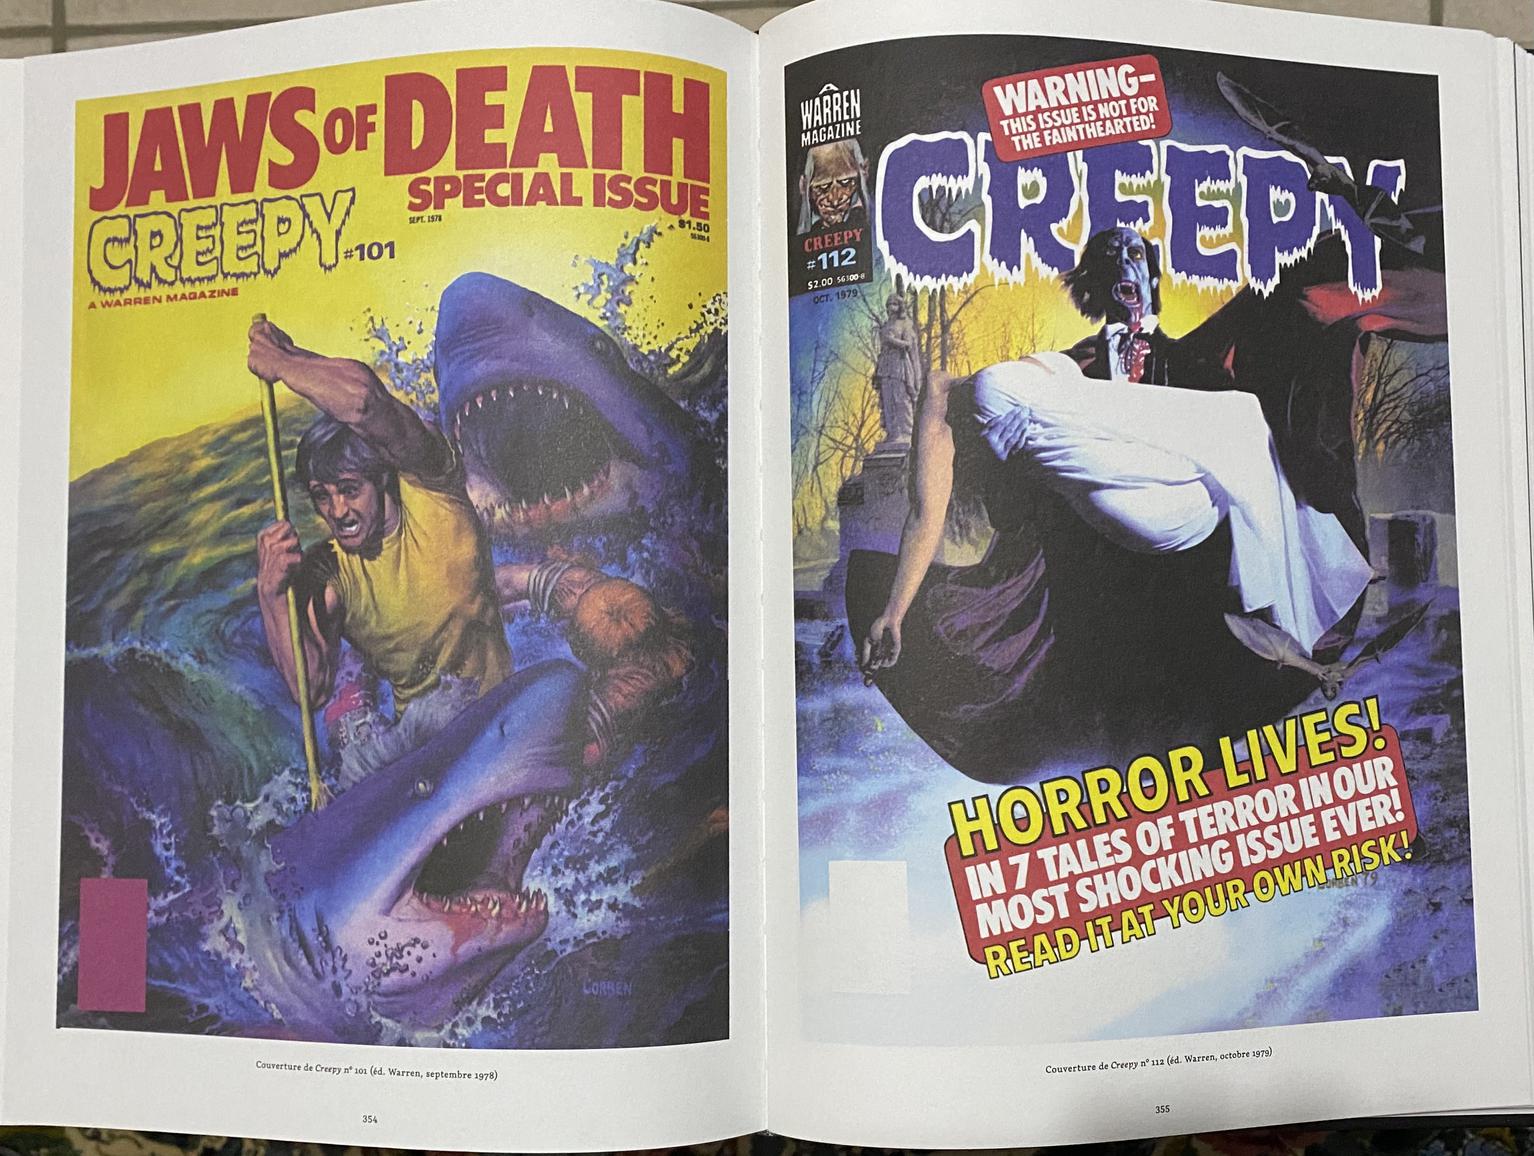 JAWS OF DEATH
SPECIAL ISSUE
SEPT. 1978
$1.50
CREEPY #101
A WARREN MAGAZINE
CORBEN
Couverture de Creepy n° 101 (éd. Warren, septembre 1978)
354
A
WARREN
MAGAZINE
CREEPY
#112
$2.00 56300-8
OCT. 1979
WARNING–
THIS ISSUE IS NOT FOR
THE FAINTHEARTED!
CREEPY
HORROR LIVES!
IN 7 TALES OF TERROR IN OUR
MOST SHOCKING ISSUE EVER!
READ IT AT YOUR OWN RISK!
CORBEN '79
Couverture de Creepy n° 112 (éd. Warren, octobre 1979)
355